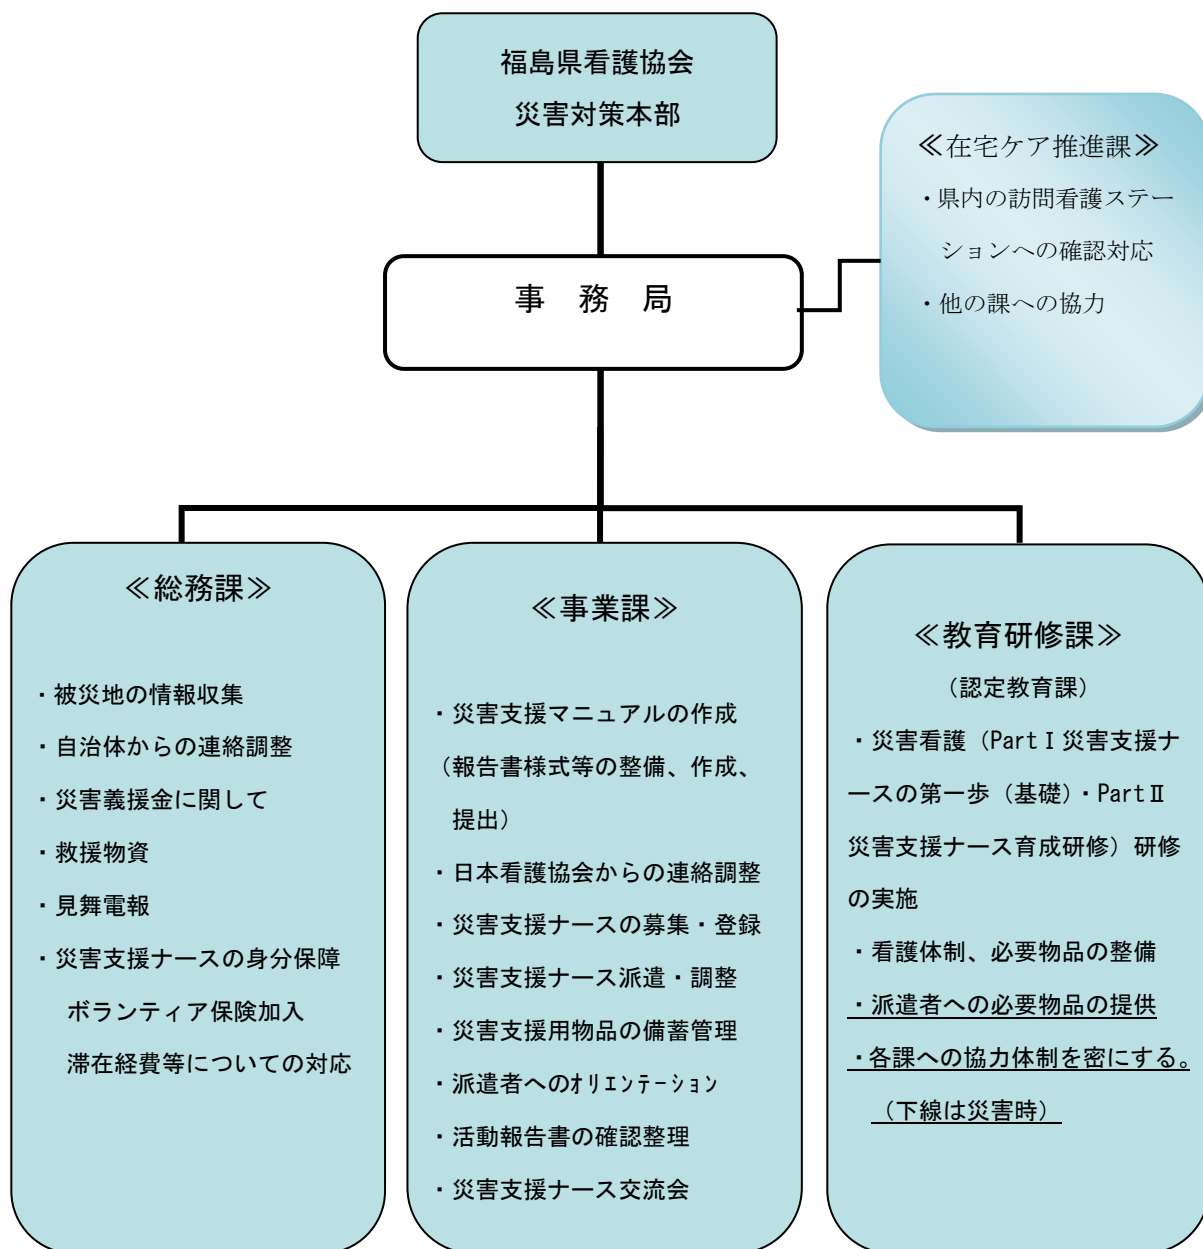 福島県看護協会
災害対策本部
≪在宅ケア推進課≫
・県内の訪問看護ステー
ションへの確認対応
・他の課への協力
事　務　局
≪総務課≫
・被災地の情報収集
・自治体からの連絡調整
・災害義援金に関して
・救援物資
・見舞電報
・災害支援ナースの身分保障
ボランティア保険加入
滞在経費等についての対応
≪事業課≫
・災害支援マニュアルの作成
（報告書様式等の整備、作成、
提出）
・日本看護協会からの連絡調整
・災害支援ナースの募集・登録
・災害支援ナース派遣・調整
・災害支援用物品の備蓄管理
・派遣者へのｵﾘｴﾝﾃｰｼｮﾝ
・活動報告書の確認整理
・災害支援ナース交流会
≪教育研修課≫
（認定教育課）
・災害看護（PartⅠ災害支援ナ
ースの第一歩（基礎）・PartⅡ
災害支援ナース育成研修）研修
の実施
・看護体制、必要物品の整備
・派遣者への必要物品の提供
・各課への協力体制を密にする。
（下線は災害時）